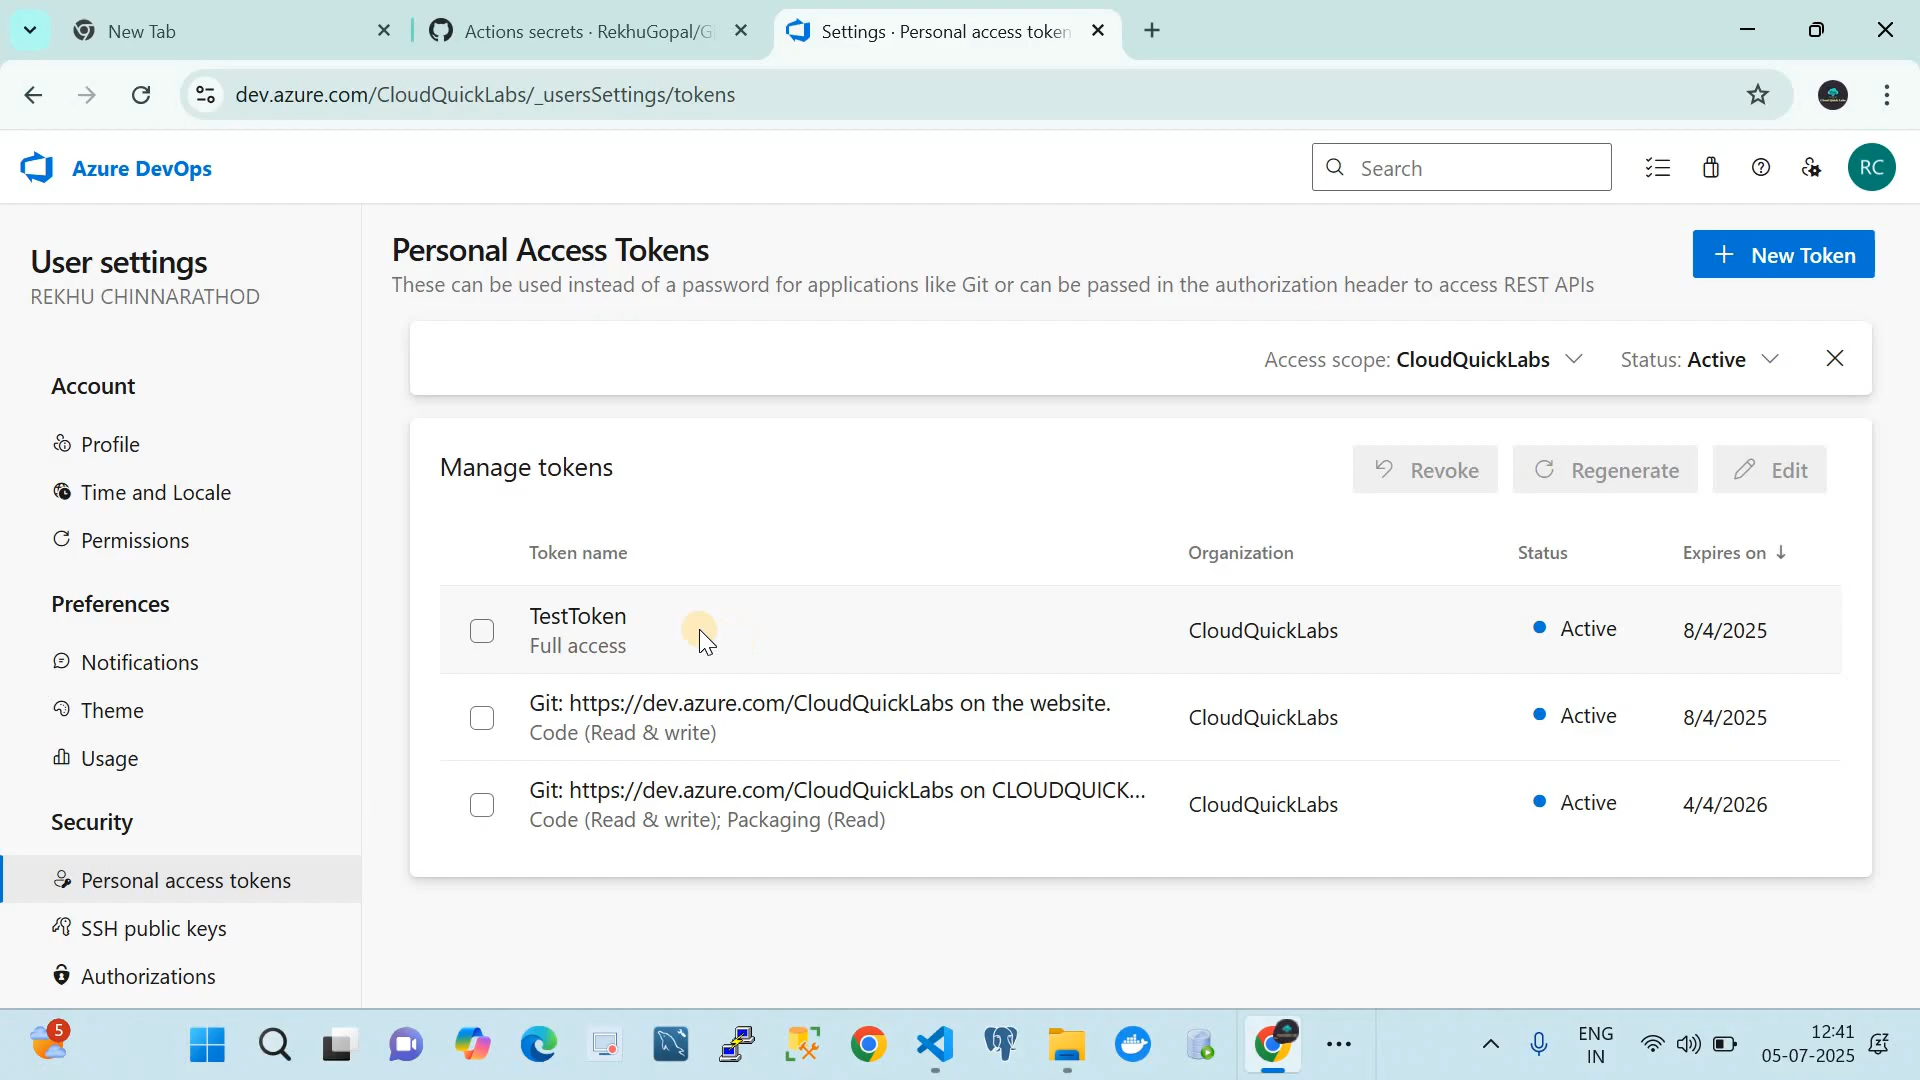 New Tab
Actions secrets · RekhuGopal/G
Settings · Personal access token
dev.azure.com/CloudQuickLabs/_usersSettings/tokens
Azure DevOps
Search
RC
User settings
REKHU CHINNARATHOD
Personal Access Tokens
These can be used instead of a password for applications like Git or can be passed in the authorization header to access REST APIs
New Token
Access scope: CloudQuickLabs
Status: Active
Account
Profile
Time and Locale
Permissions
Preferences
Notifications
Theme
Usage
Security
Personal access tokens
SSH public keys
Authorizations
Manage tokens
Revoke
Regenerate
Edit
Token name
Organization
Status
Expires on
TestToken
Full access
CloudQuickLabs
Active
8/4/2025
Git: https://dev.azure.com/CloudQuickLabs on the website.
Code (Read & write)
CloudQuickLabs
Active
8/4/2025
Git: https://dev.azure.com/CloudQuickLabs on CLOUDQUICK...
Code (Read & write); Packaging (Read)
CloudQuickLabs
Active
4/4/2026
5
ENG
IN
12:41
05-07-2025